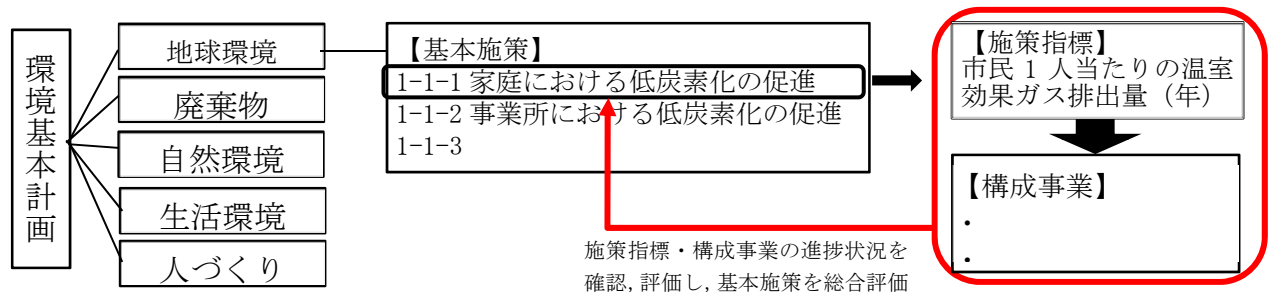 環境基本計画
地球環境
廃棄物
自然環境
生活環境
人づくり
【基本施策】
1-1-1 家庭における低炭素化の促進
1-1-2 事業所における低炭素化の促進
1-1-3
【施策指標】
市民1人当たりの温室
効果ガス排出量（年）
【構成事業】
・
・
施策指標・構成事業の進捗状況を
確認,評価し,基本施策を総合評価